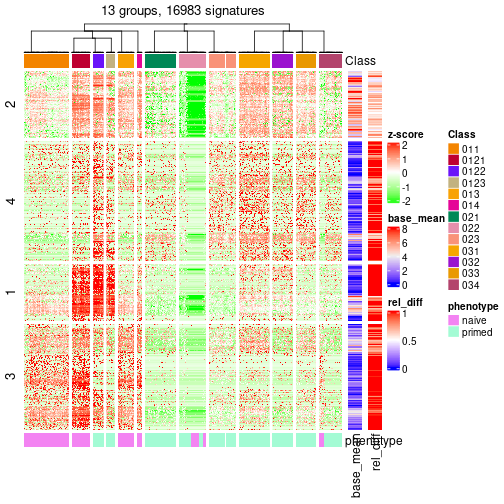 13 groups, 16983 signatures
Class
2
4
1
3
phenotype
base_mean
rel_diff
z-score
2
1
0
-1
-2
base_mean
8
6
4
2
0
rel_diff
1
0.5
0
Class
011
0121
0122
0123
013
014
021
022
023
031
032
033
034
phenotype
naive
primed